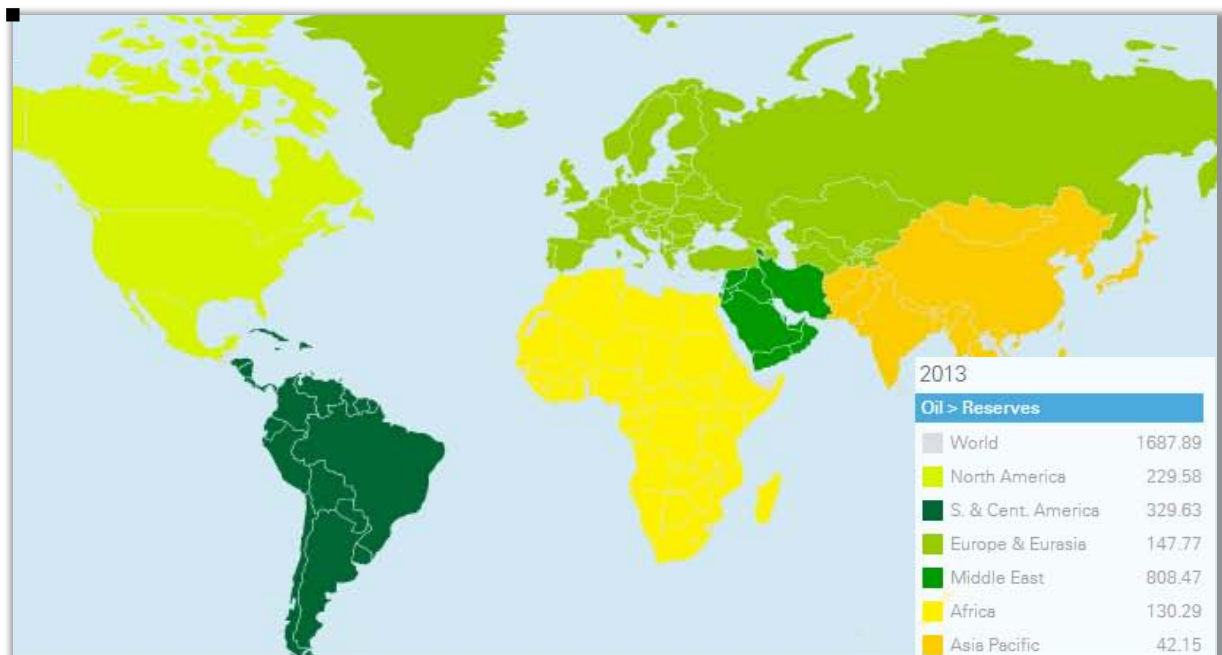 2013
Oil > Reserves
World 1687.89
North America 229.58
S. & Cent. America 329.63
Europe & Eurasia 147.77
Middle East 808.47
Africa 130.29
Asia Pacific 42.15